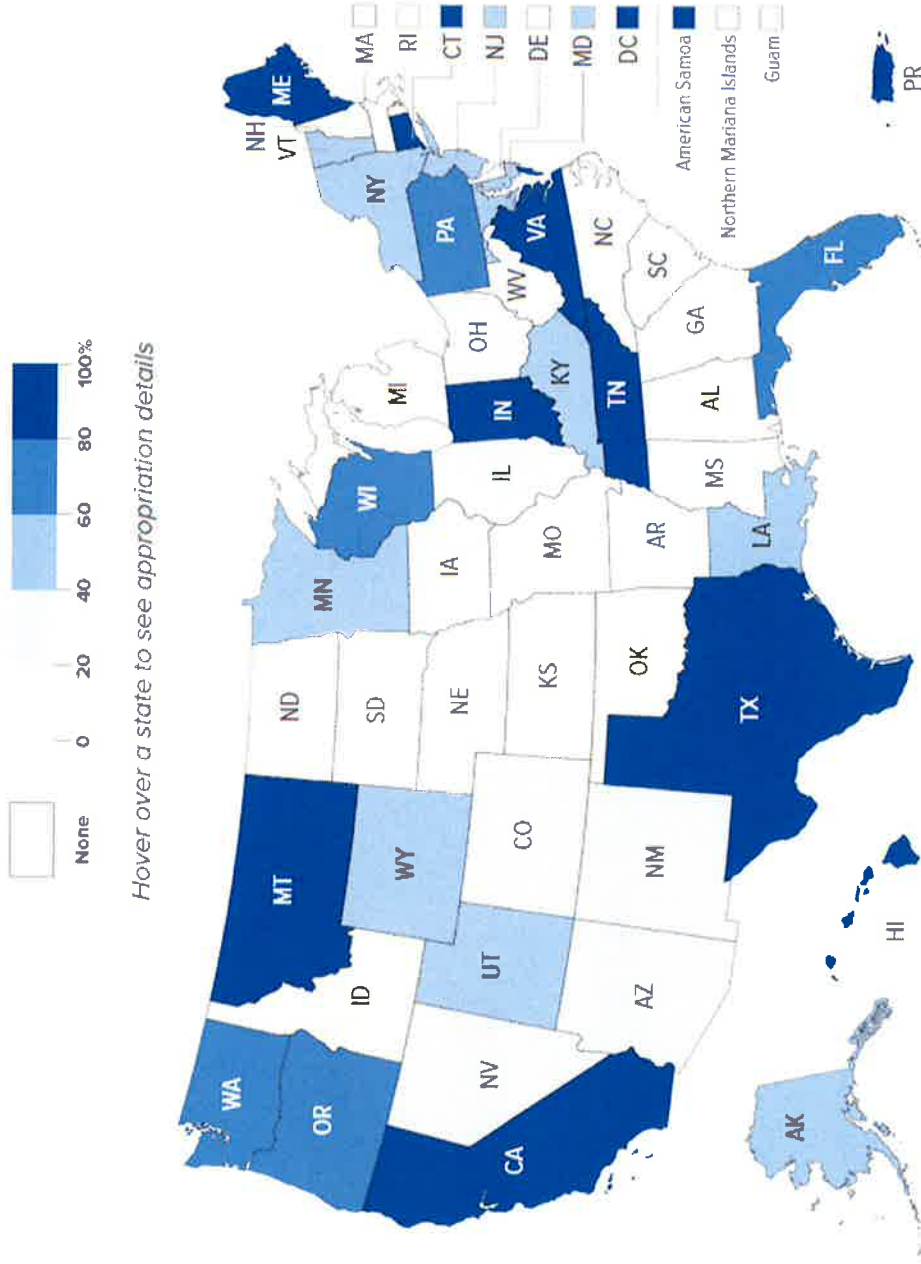 None
0 20 40 60 80 100%
Hover over a state to see appropriation details
WA
MT
ND
MN
NH
VT
ME
OR
ID
SD
WI
MI
NY
MA
RI
CT
NJ
DE
MD
DC
WY
NE
IA
IL
IN
OH
PA
NV
UT
CO
KS
MO
KY
WV
VA
CA
AZ
NM
OK
AR
TN
NC
SC
TX
LA
MS
AL
GA
FL
American Samoa
Northern Mariana Islands
Guam
AK
HI
PR